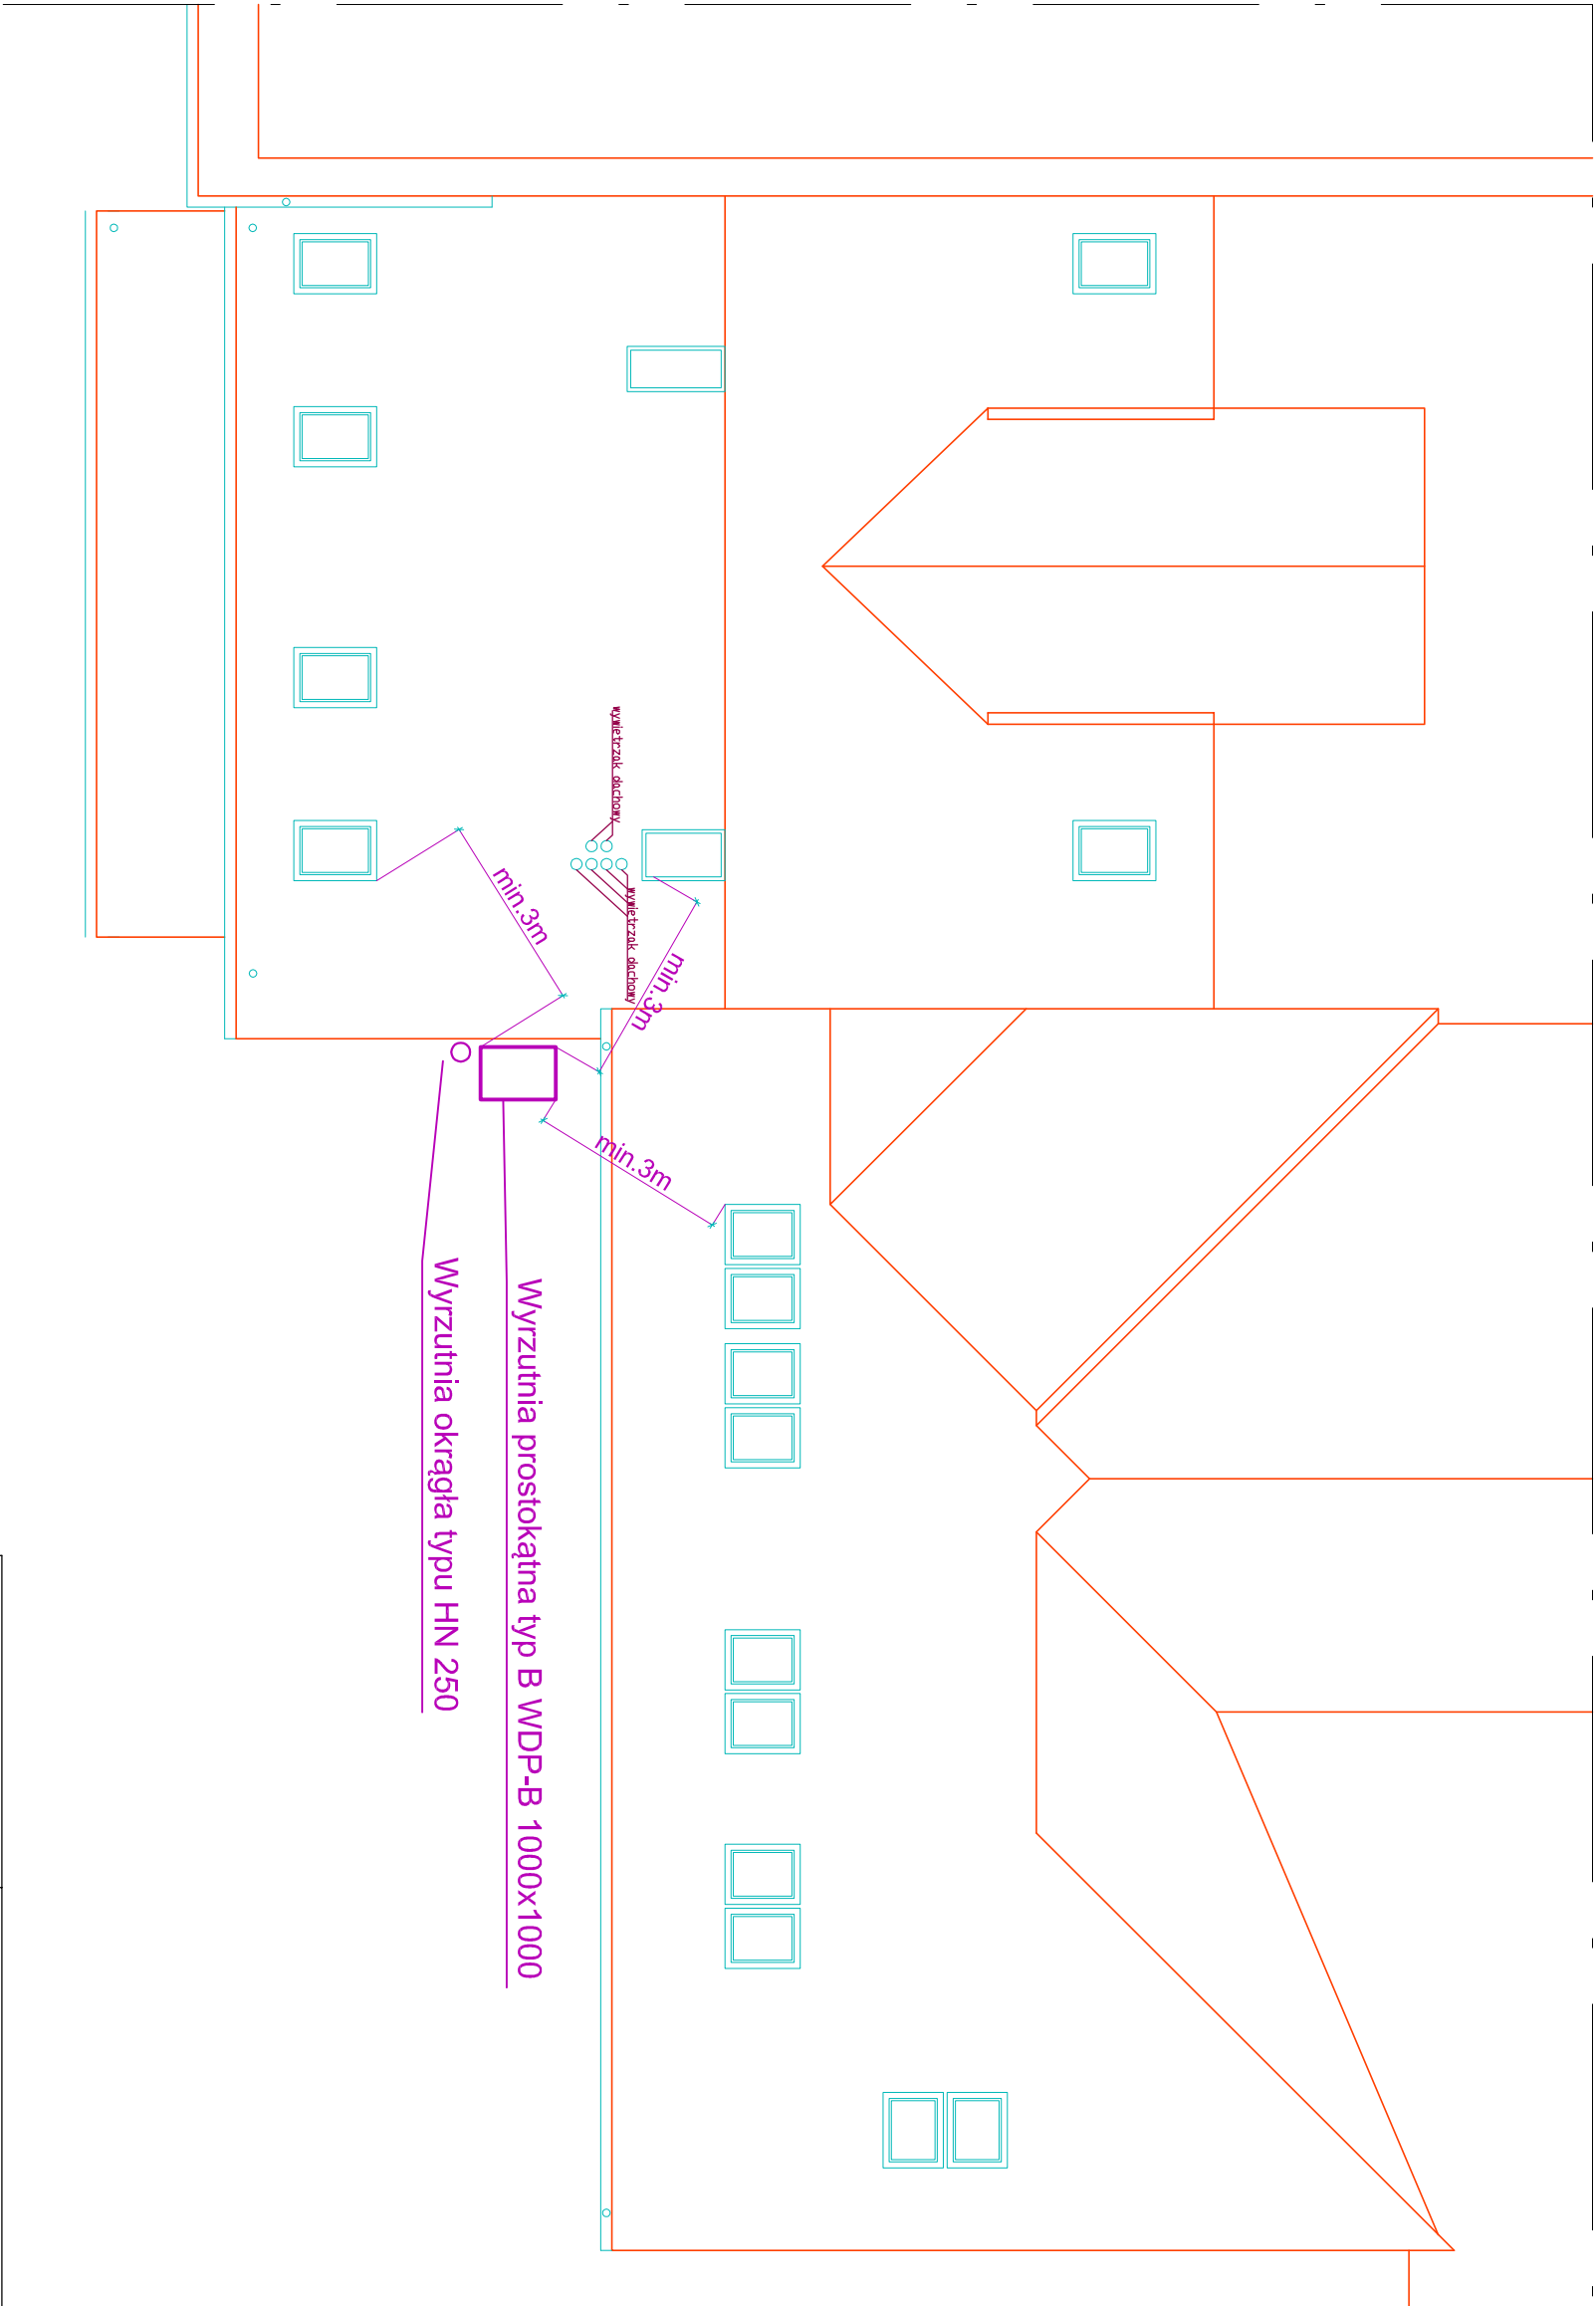 wywietrzak dachowy
wywietrzak dachowy
min.3m
min.3m
min.3m
Wyrzutnia prostokątna typ B WDP-B 1000x1000
Wyrzutnia okrągła typu HN 250